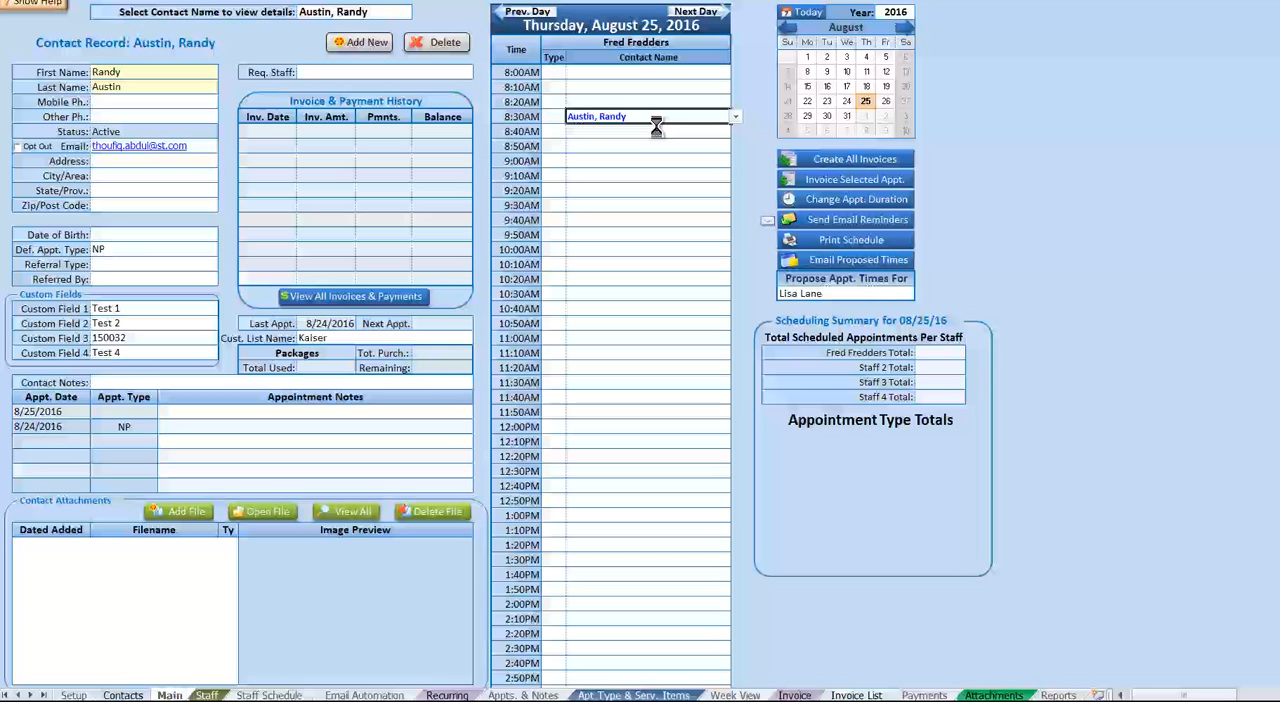 Show Help
Select Contact Name to view details: Austin, Randy
Contact Record: Austin, Randy
Add New
Delete
First Name: Randy
Last Name: Austin
Mobile Ph.:
Other Ph.:
Status: Active
Opt Out Email: thoufiq.abdul@st.com
Address:
City/Area:
State/Prov.:
Zip/Post Code:
Date of Birth:
Def. Appt. Type: NP
Referral Type:
Referred By:
Custom Fields
Custom Field 1 Test 1
Custom Field 2 Test 2
Custom Field 3 150032
Custom Field 4 Test 4
Req. Staff:
Invoice & Payment History
Inv. Date Inv. Amt. Pmnts. Balance
View All Invoices & Payments
Last Appt. 8/24/2016 Next Appt.
Cust. List Name: Kaiser
Packages Tot. Purch.:
Total Used: Remaining:
Contact Notes:
Appt. Date Appt. Type Appointment Notes
8/25/2016
8/24/2016 NP
Contact Attachments
Add File Open File View All Delete File
Dated Added Filename Ty Image Preview
Prev. Day Next Day
Thursday, August 25, 2016
Time Fred Fredders
Type Contact Name
8:00AM
8:10AM
8:20AM
8:30AM Austin, Randy
8:40AM
8:50AM
9:00AM
9:10AM
9:20AM
9:30AM
9:40AM
9:50AM
10:00AM
10:10AM
10:20AM
10:30AM
10:40AM
10:50AM
11:00AM
11:10AM
11:20AM
11:30AM
11:40AM
11:50AM
12:00PM
12:10PM
12:20PM
12:30PM
12:40PM
12:50PM
1:00PM
1:10PM
1:20PM
1:30PM
1:40PM
1:50PM
2:00PM
2:10PM
2:20PM
2:30PM
2:40PM
2:50PM
Today Year: 2016
August
Su Mo Tu We Th Fr Sa
1 2 3 4 5
8 9 10 11 12
15 16 17 18 19
22 23 24 25 26
28 29 30 31
Create All Invoices
Invoice Selected Appt.
Change Appt. Duration
Send Email Reminders
Print Schedule
Email Proposed Times
Propose Appt. Times For
Lisa Lane
Scheduling Summary for 08/25/16
Total Scheduled Appointments Per Staff
Fred Fredders Total:
Staff 2 Total:
Staff 3 Total:
Staff 4 Total:
Appointment Type Totals
Setup Contacts Main Staff Staff Schedule Email Automation Recurring Appts. & Notes Apt Type & Serv. Items Week View Invoice Invoice List Payments Attachments Reports